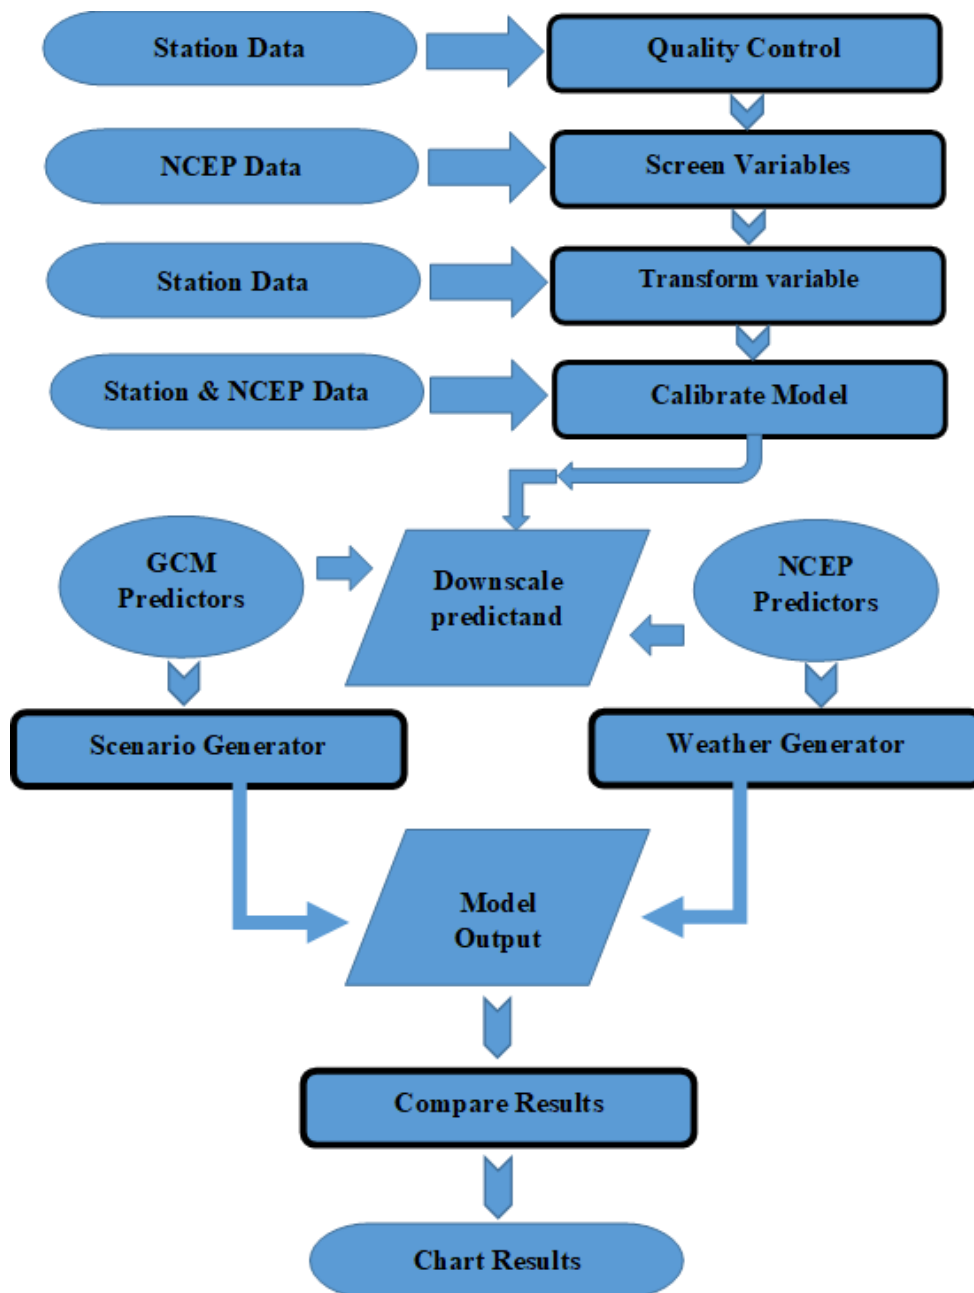 Station Data
Quality Control
NCEP Data
Screen Variables
Station Data
Transform variable
Station & NCEP Data
Calibrate Model
GCM
Predictors
Downscale
predictand
NCEP
Predictors
Scenario Generator
Weather Generator
Model
Output
Compare Results
Chart Results